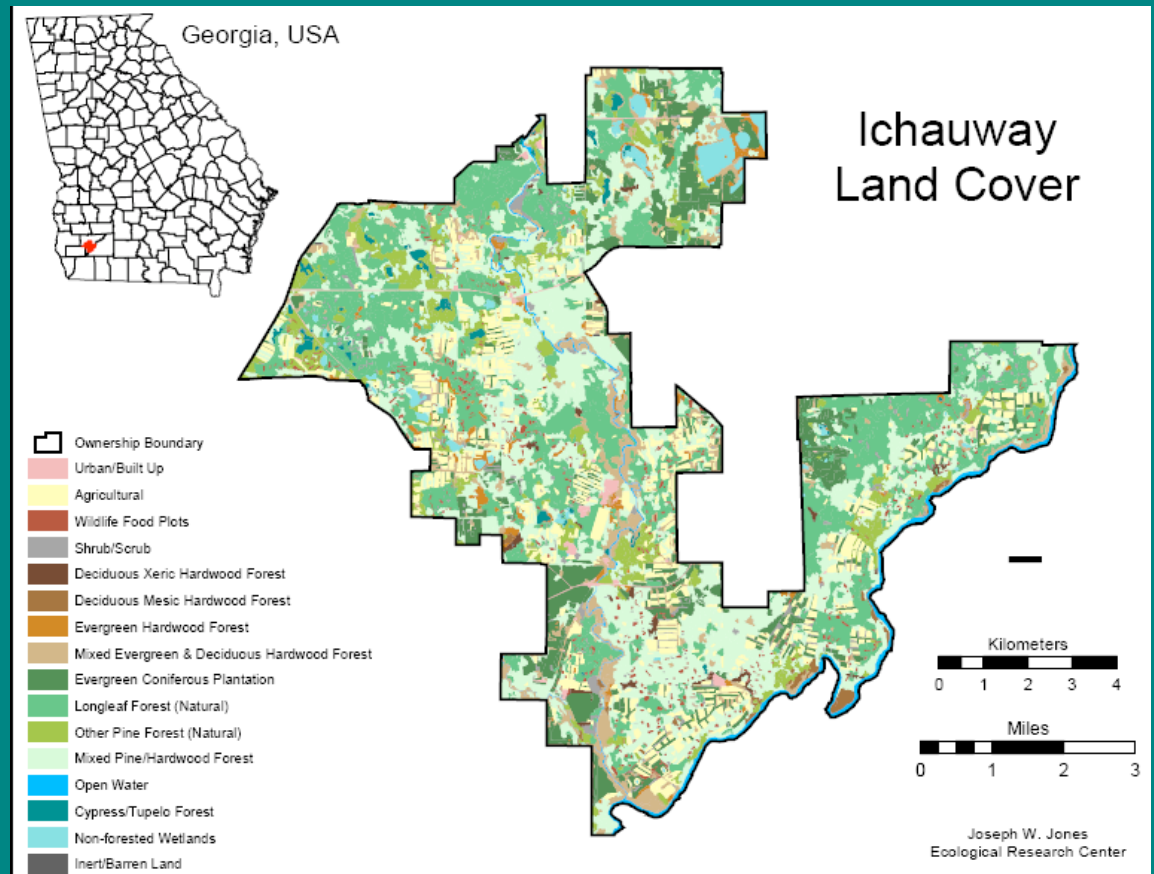 Georgia, USA
Ichauway
Land Cover
Ownership Boundary
Urban/Built Up
Agricultural
Wildlife Food Plots
Shrub/Scrub
Deciduous Xeric Hardwood Forest
Deciduous Mesic Hardwood Forest
Evergreen Hardwood Forest
Mixed Evergreen & Deciduous Hardwood Forest
Evergreen Coniferous Plantation
Longleaf Forest (Natural)
Other Pine Forest (Natural)
Mixed Pine/Hardwood Forest
Open Water
Cypress/Tupelo Forest
Non-forested Wetlands
Inert/Barren Land
Kilometers
0 1 2 3 4
Miles
0 1 2 3
Joseph W. Jones
Ecological Research Center